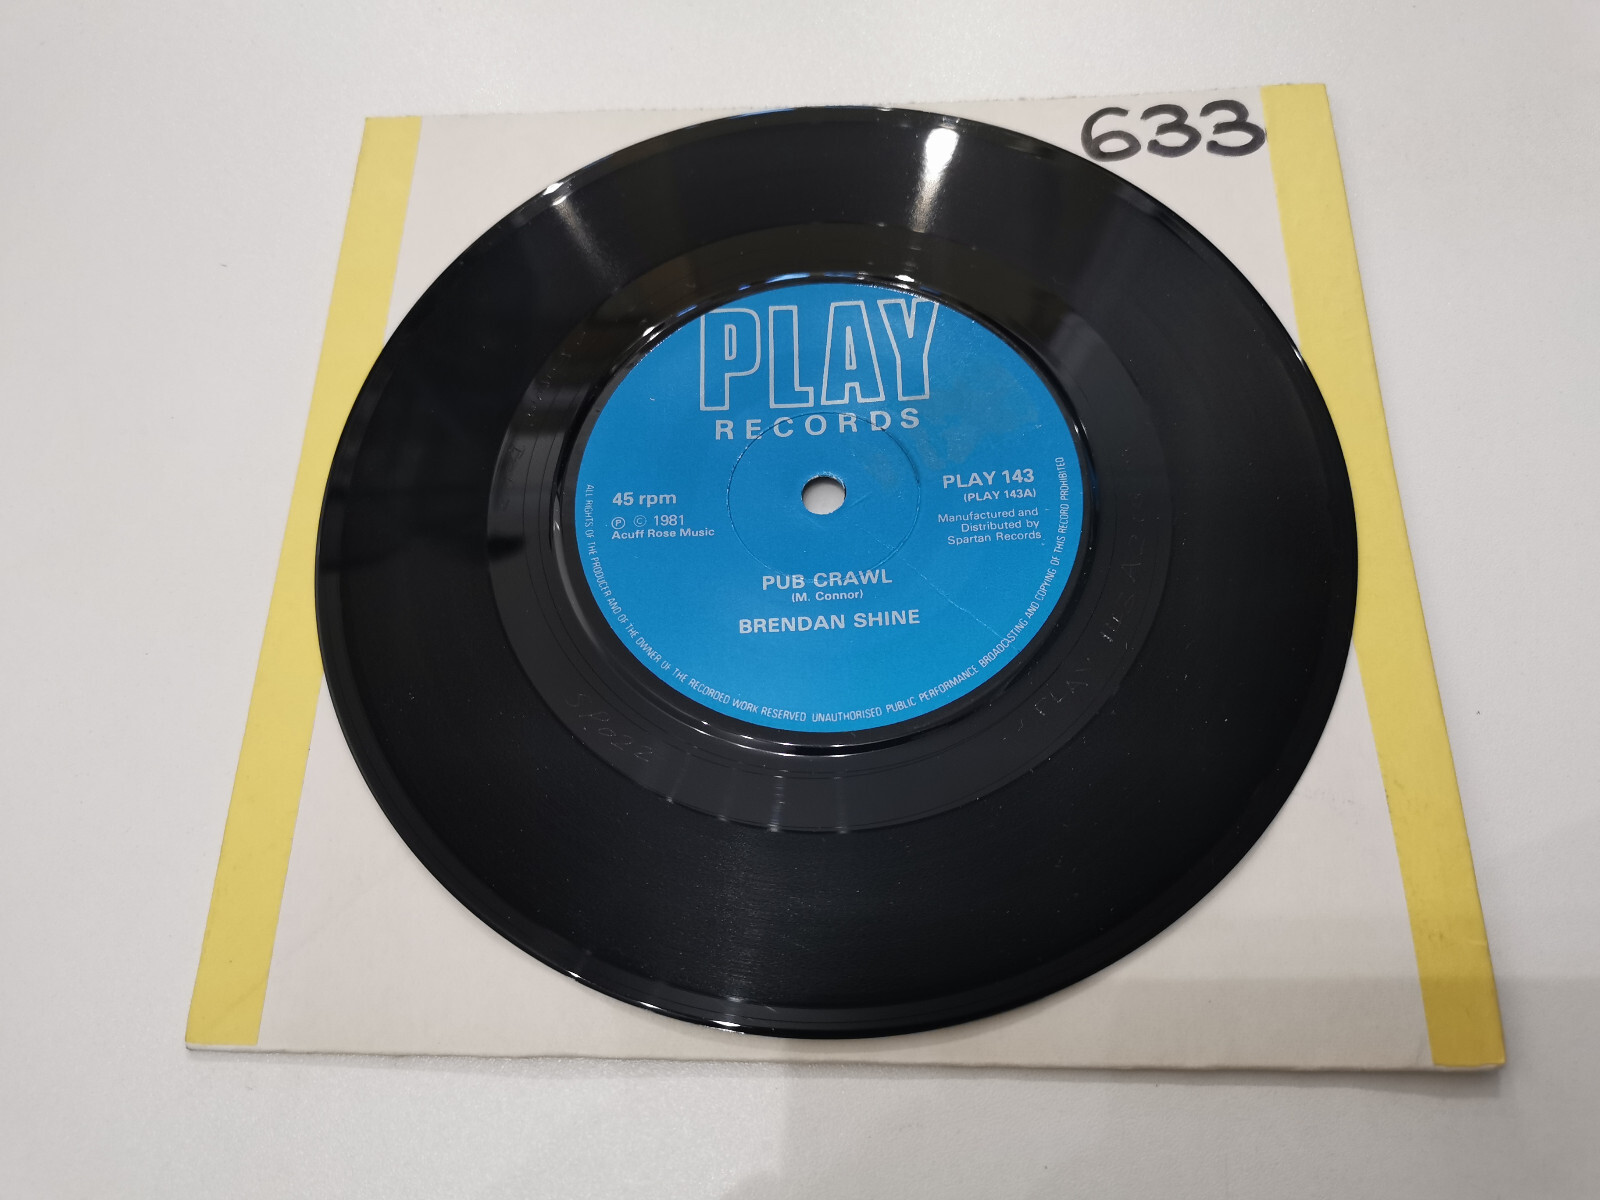 633
PLAY
RECORDS
45 rpm
Ⓟ © 1981
Acuff Rose Music
PLAY 143
(PLAY 143A)
Manufactured and
Distributed by
Spartan Records
PUB CRAWL
(M. Connor)
BRENDAN SHINE
ALL RIGHTS OF THE PRODUCER AND OF THE OWNER OF THE RECORDED WORK RESERVED. UNAUTHORISED PUBLIC PERFORMANCE BROADCASTING AND COPYING OF THIS RECORD PROHIBITED